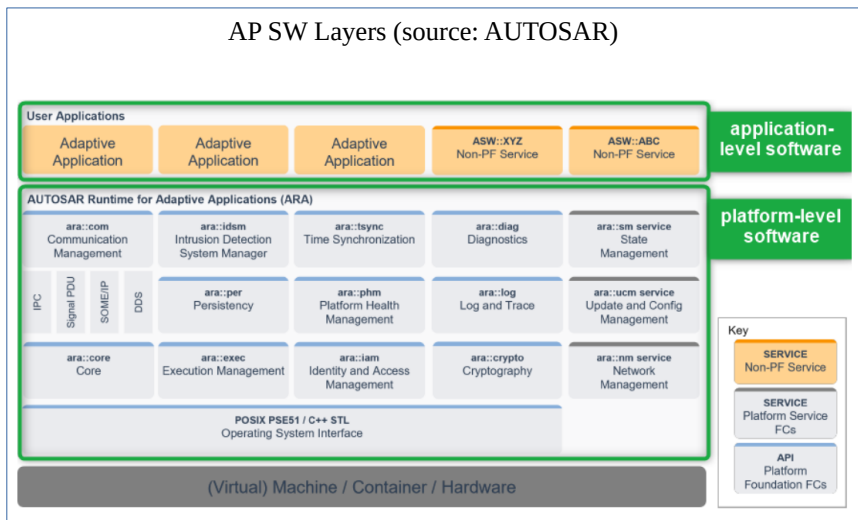 AP SW Layers (source: AUTOSAR)
User Applications
Adaptive
Application
Adaptive
Application
Adaptive
Application
ASW::XYZ
Non-PF Service
ASW::ABC
Non-PF Service
application-
level software
AUTOSAR Runtime for Adaptive Applications (ARA)
ara::com
Communication
Management
ara::idsm
Intrusion Detection
System Manager
ara::tsync
Time Synchronization
ara::diag
Diagnostics
ara::sm service
State
Management
platform-level
software
IPC
Signal PDU
SOME/IP
DDS
ara::per
Persistency
ara::phm
Platform Health
Management
ara::log
Log and Trace
ara::ucm service
Update and Config
Management
ara::core
Core
ara::exec
Execution Management
ara::iam
Identity and Access
Management
ara::crypto
Cryptography
ara::nm service
Network
Management
POSIX PSE51 / C++ STL
Operating System Interface
(Virtual) Machine / Container / Hardware
Key
SERVICE
Non-PF Service
SERVICE
Platform Service
FCs
API
Platform
Foundation FCs